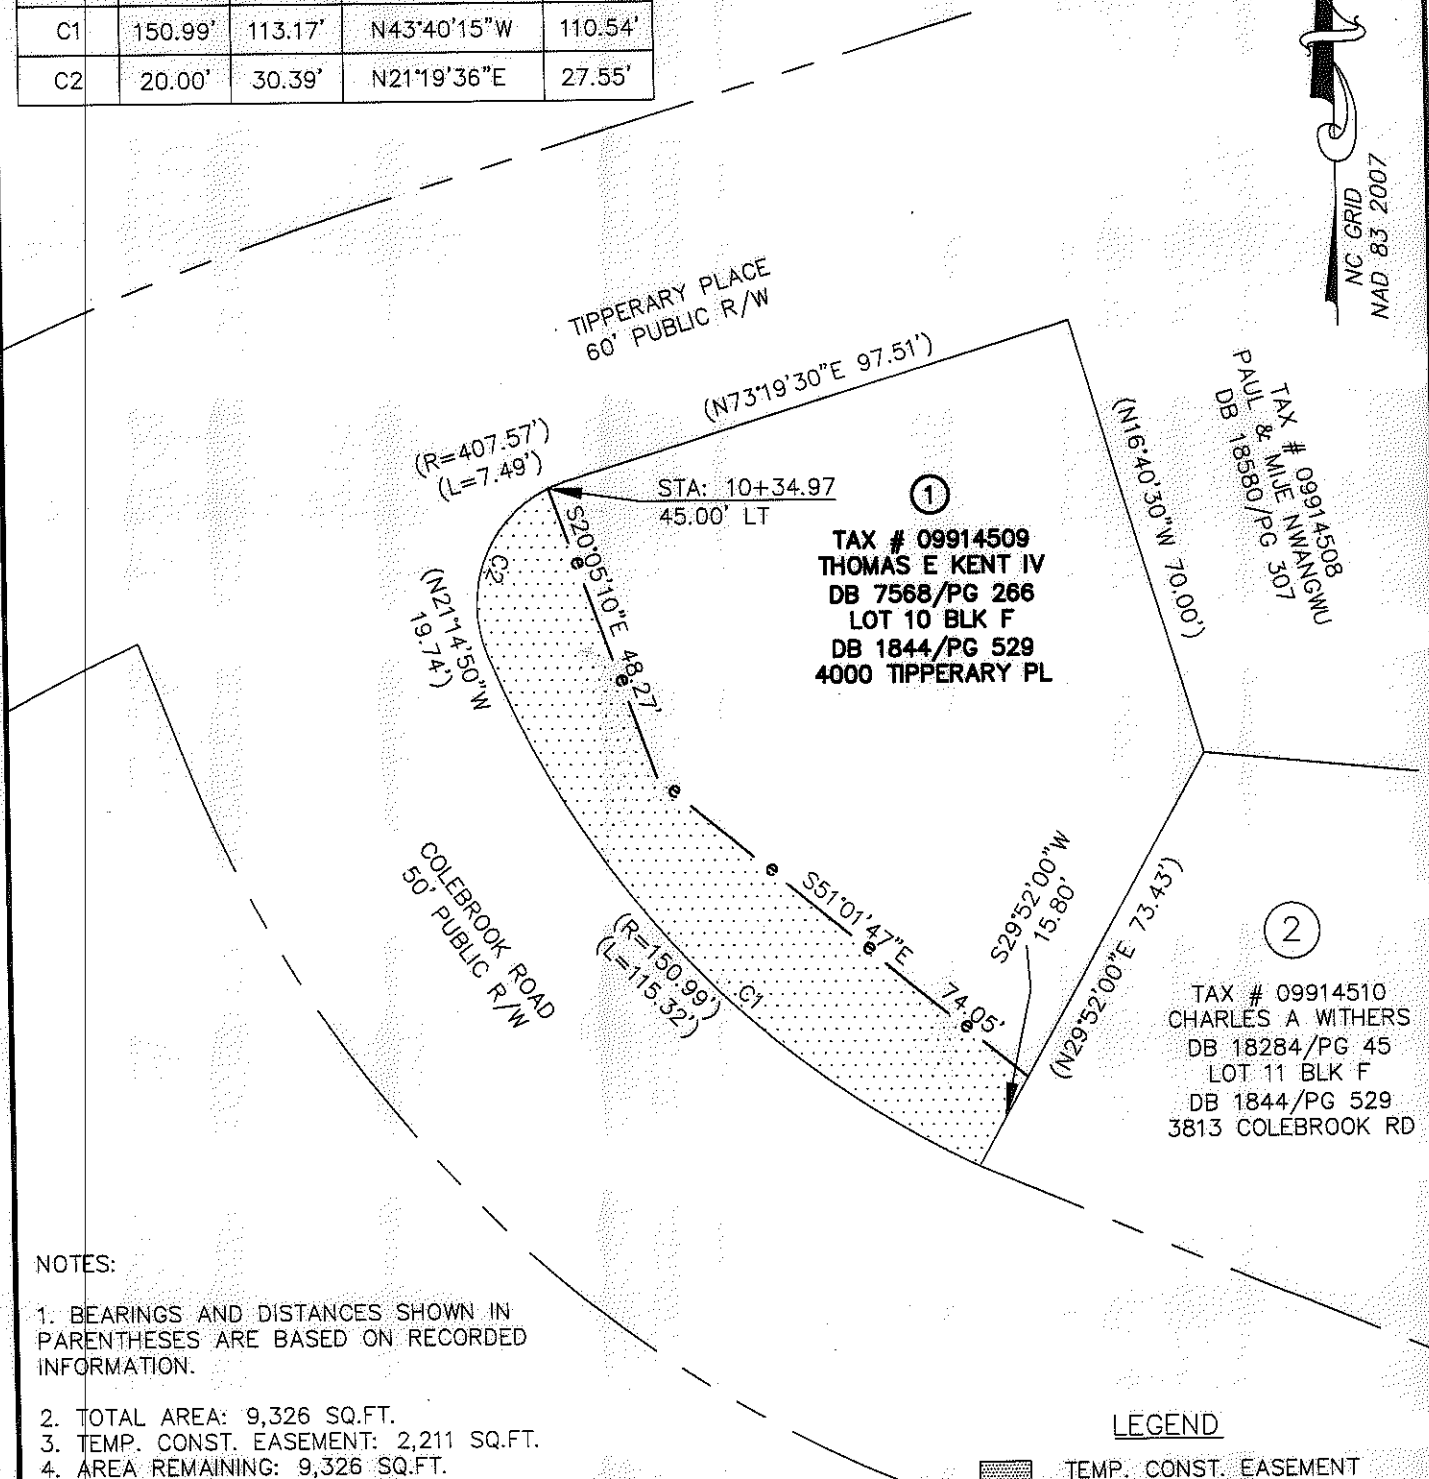 C1 150.99' 113.17' N43°40'15"W 110.54'
C2 20.00' 30.39' N21°19'36"E 27.55'
NC GRID
NAD 83 2007
TIPPERARY PLACE
60' PUBLIC R/W
(N73°19'30"E 97.51')
(R=407.57')
(L=7.49')
STA: 10+34.97
45.00' LT
(N16°40'30"W 70.00')
TAX # 09914508
PAUL & MIJE NWANGWU
DB 18580/PG 307
1
TAX # 09914509
THOMAS E KENT IV
DB 7568/PG 266
LOT 10 BLK F
DB 1844/PG 529
4000 TIPPERARY PL
S20°05'10"E 48.27'
e
e
e
e
e
e
C2
(N21°14'50"W
19.74')
COLEBROOK ROAD
50' PUBLIC R/W
(R=150.99')
(L=115.32')
C1
S51°01'47"E 74.05'
S29°52'00"W
15.80'
(N29°52'00"E 73.43')
2
TAX # 09914510
CHARLES A WITHERS
DB 18284/PG 45
LOT 11 BLK F
DB 1844/PG 529
3813 COLEBROOK RD
NOTES:
1. BEARINGS AND DISTANCES SHOWN IN
PARENTHESES ARE BASED ON RECORDED
INFORMATION.
2. TOTAL AREA: 9,326 SQ.FT.
3. TEMP. CONST. EASEMENT: 2,211 SQ.FT.
4. AREA REMAINING: 9,326 SQ.FT.
LEGEND
TEMP. CONST. EASEMENT